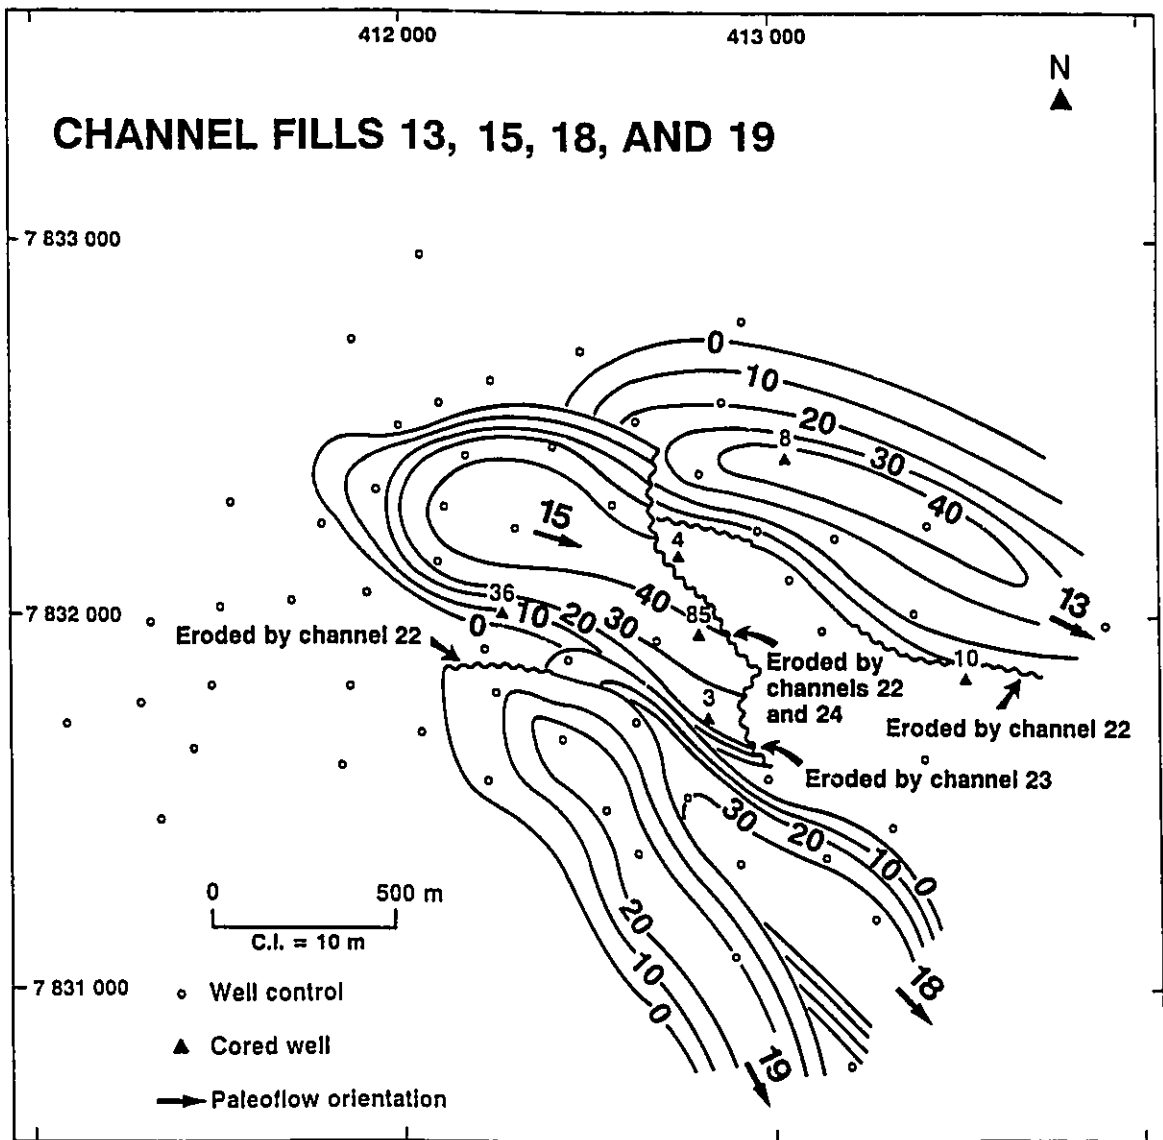 412 000
413 000
N
CHANNEL FILLS 13, 15, 18, AND 19
7 833 000
0
10
20
8
30
40
15
4
13
36
40
85
7 832 000
0
10
20
30
Eroded by channel 22
Eroded by
channels 22
and 24
10
3
Eroded by channel 22
Eroded by channel 23
30
20
10
0
0
500 m
C.I. = 10 m
20
10
0
18
7 831 000
Well control
Cored well
19
Paleoflow orientation